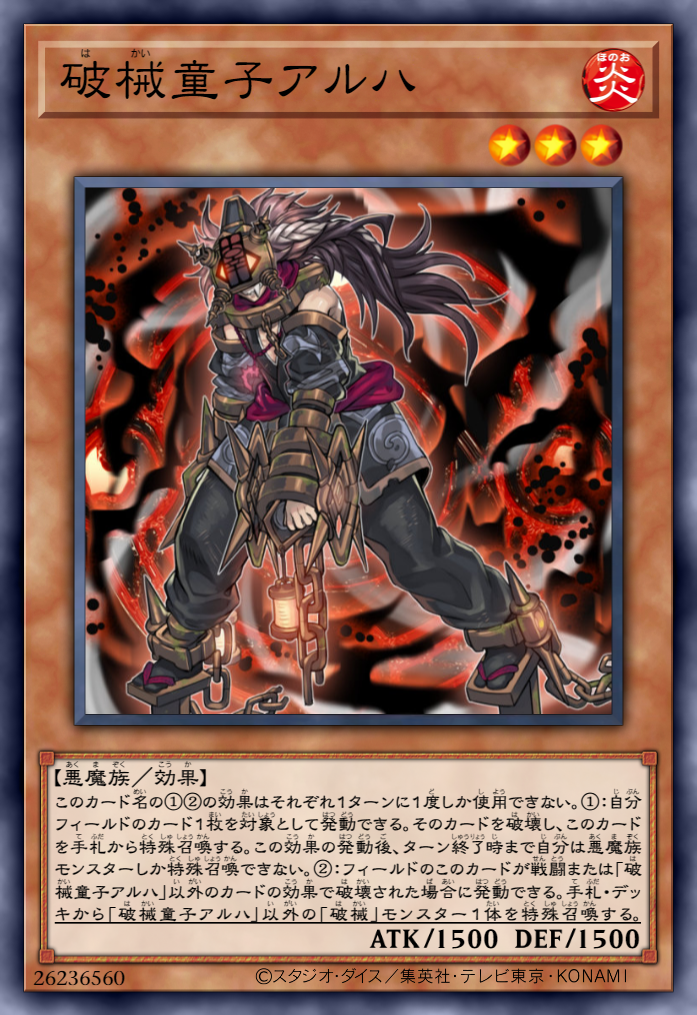 破械童子アルハ
炎
【悪魔族／効果】
このカード名の①②の効果はそれぞれ1ターンに1度しか使用できない。①：自分
フィールドのカード1枚を対象として発動できる。そのカードを破壊し、このカード
を手札から特殊召喚する。この効果の発動後、ターン終了時まで自分は悪魔族
モンスターしか特殊召喚できない。②：フィールドのこのカードが戦闘または「破
械童子アルハ」以外のカードの効果で破壊された場合に発動できる。手札・デッ
キから「破械童子アルハ」以外の「破械」モンスター1体を特殊召喚する。
ATK/1500 DEF/1500
26236560 ©スタジオ・ダイス／集英社・テレビ東京・KONAMI